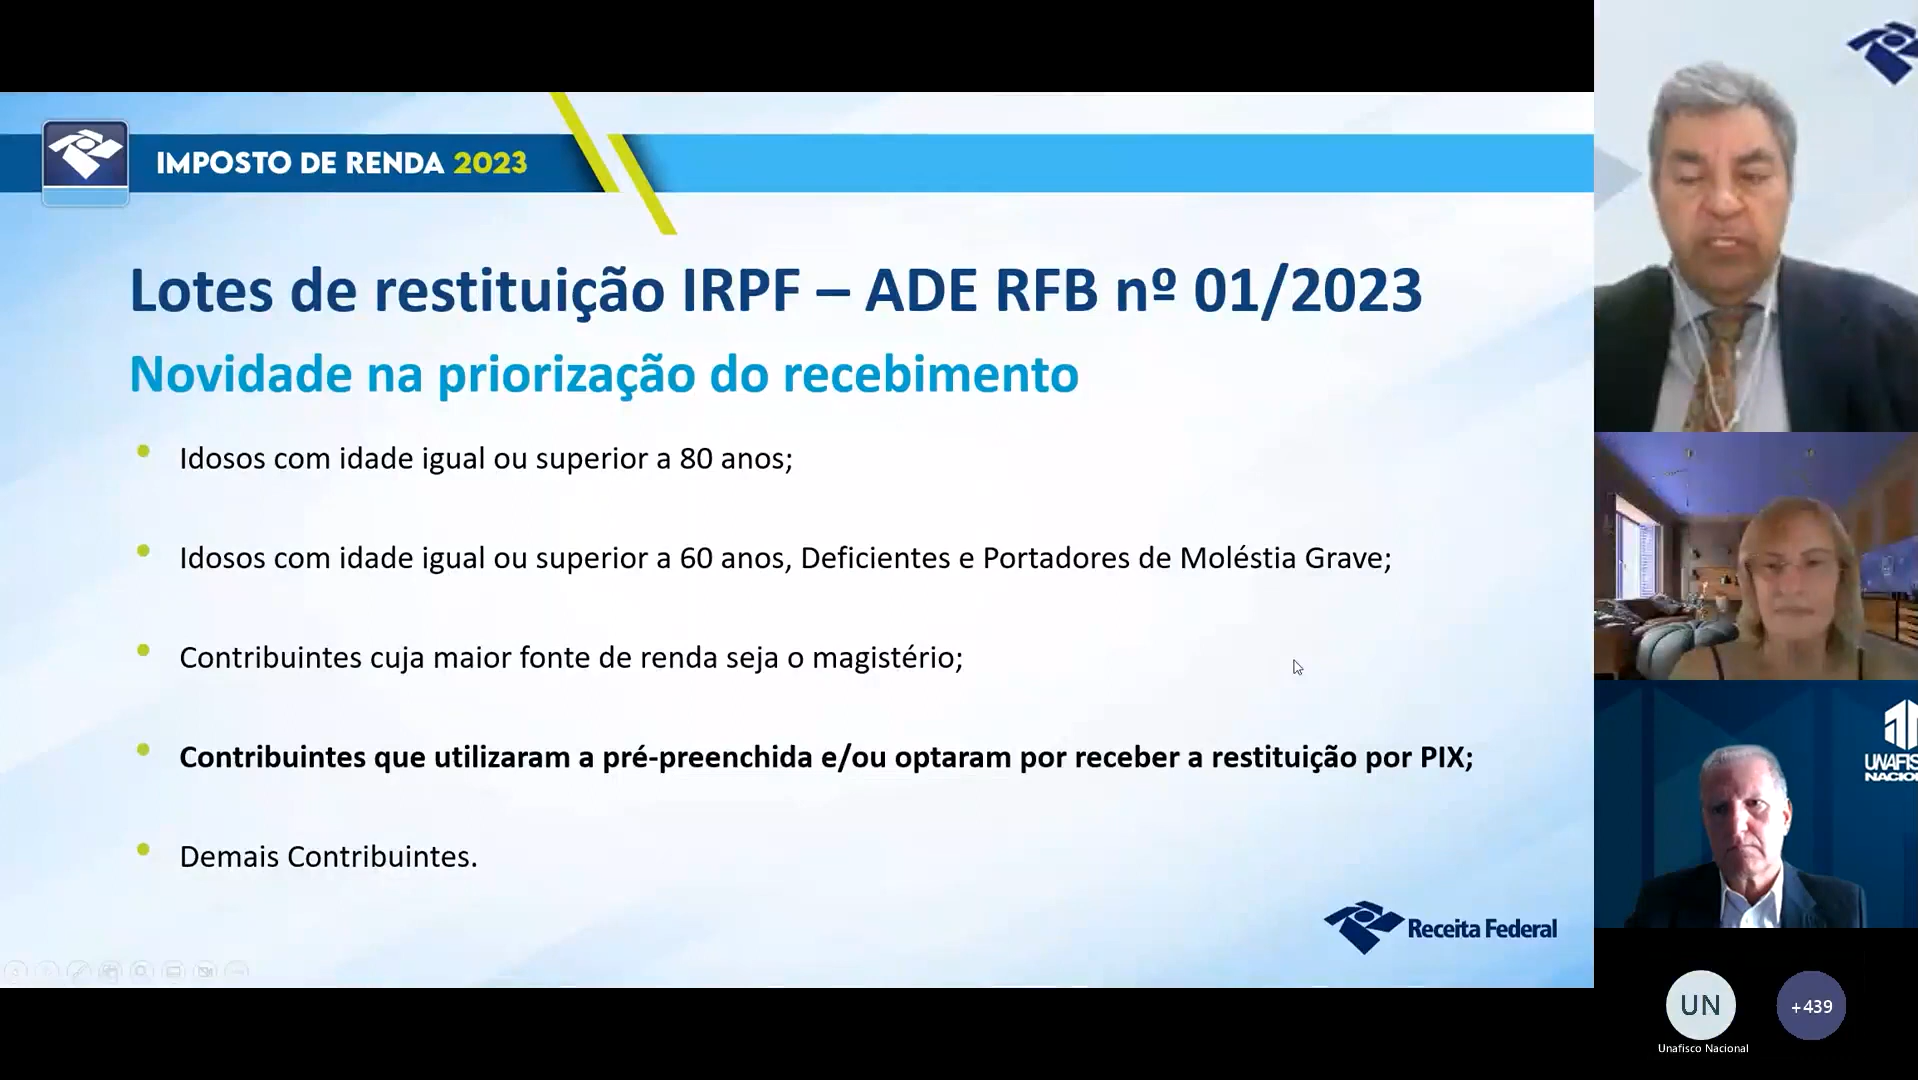 IMPOSTO DE RENDA 2023
Lotes de restituição IRPF – ADE RFB nº 01/2023
Novidade na priorização do recebimento
Idosos com idade igual ou superior a 80 anos;
Idosos com idade igual ou superior a 60 anos, Deficientes e Portadores de Moléstia Grave;
Contribuintes cuja maior fonte de renda seja o magistério;
Contribuintes que utilizaram a pré-preenchida e/ou optaram por receber a restituição por PIX;
Demais Contribuintes.
Receita Federal
UNAFIS
NACIO
UN
+439
Unafisco Nacional